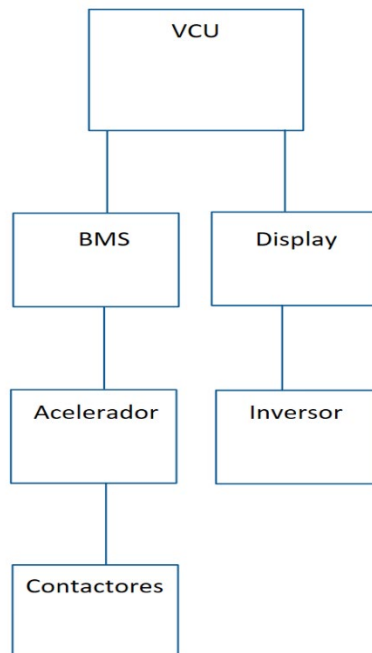 VCU
BMS
Display
Acelerador
Inversor
Contactores